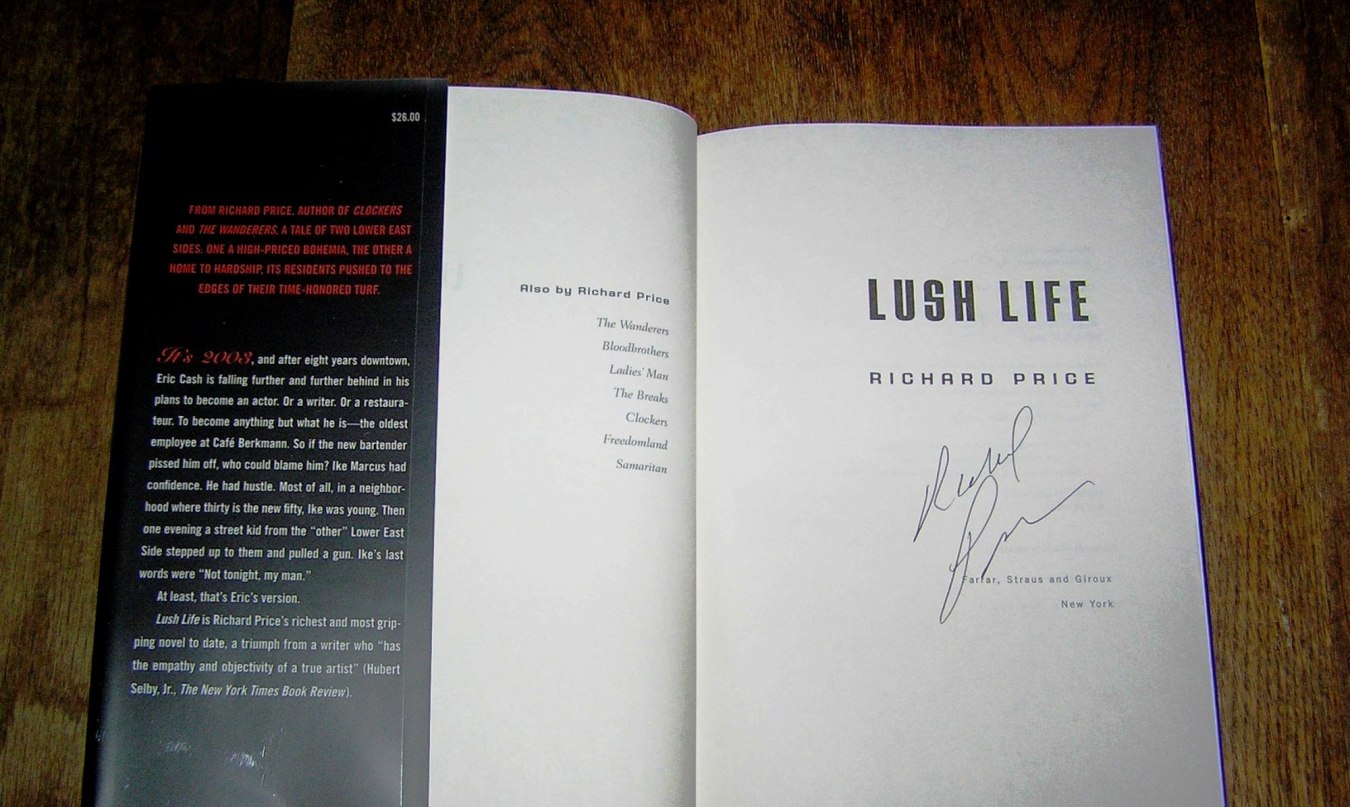 $26.00
FROM RICHARD PRICE, AUTHOR OF CLOCKERS
AND THE WANDERERS, A TALE OF TWO LOWER EAST
SIDES: ONE A HIGH-PRICED BOHEMIA, THE OTHER A
HOME TO HARDSHIP, ITS RESIDENTS PUSHED TO THE
EDGES OF THEIR TIME-HONORED TURF.
It's 2003, and after eight years downtown,
Eric Cash is falling further and further behind in his
plans to become an actor. Or a writer. Or a restaura-
teur. To become anything but what he is—the oldest
employee at Café Berkmann. So if the new bartender
pissed him off, who could blame him? Ike Marcus had
confidence. He had hustle. Most of all, in a neighbor-
hood where thirty is the new fifty, Ike was young. Then
one evening a street kid from the “other” Lower East
Side stepped up to them and pulled a gun. Ike's last
words were “Not tonight, my man.”
At least, that's Eric's version.
Lush Life is Richard Price's richest and most grip-
ping novel to date, a triumph from a writer who “has
the empathy and objectivity of a true artist” (Hubert
Selby, Jr., The New York Times Book Review).
Also by Richard Price
The Wanderers
Bloodbrothers
Ladies' Man
The Breaks
Clockers
Freedomland
Samaritan
LUSH LIFE
RICHARD PRICE
Richard
Price
Farrar, Straus and Giroux
New York